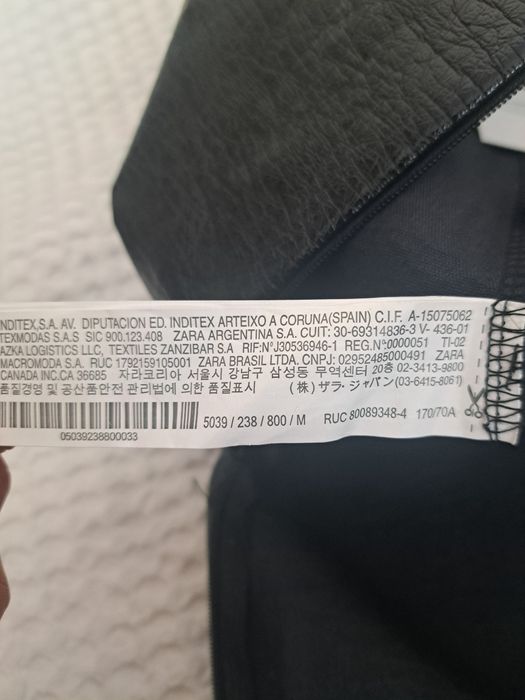 INDITEX,S.A. AV. DIPUTACION ED. INDITEX ARTEIXO A CORUNA(SPAIN) C.I.F. A-15075062
TEXMODAS S.A.S SIC 900.123.408 ZARA ARGENTINA S.A. CUIT: 30-69314836-3 V- 436-01
AZKA LOGISTICS LLC, TEXTILES ZANZIBAR S.A. RIF:Nº:J30536946-1 REG.Nº:0000051 TI-02
MACROMODA S.A. RUC 1792159105001 ZARA BRASIL LTDA. CNPJ: 02952485000491 ZARA
CANADA INC.CA 36685 자라코리아 서울시 강남구 삼성동 무역센터 20층 02-3413-9800
품질경영 및 공산품안전 관리법에 의한 품질표시 (株) ザラ・ジャパン(03-6415-8061)
5039 / 238 / 800 / M RUC 80089348-4 170/70A
05039238800033